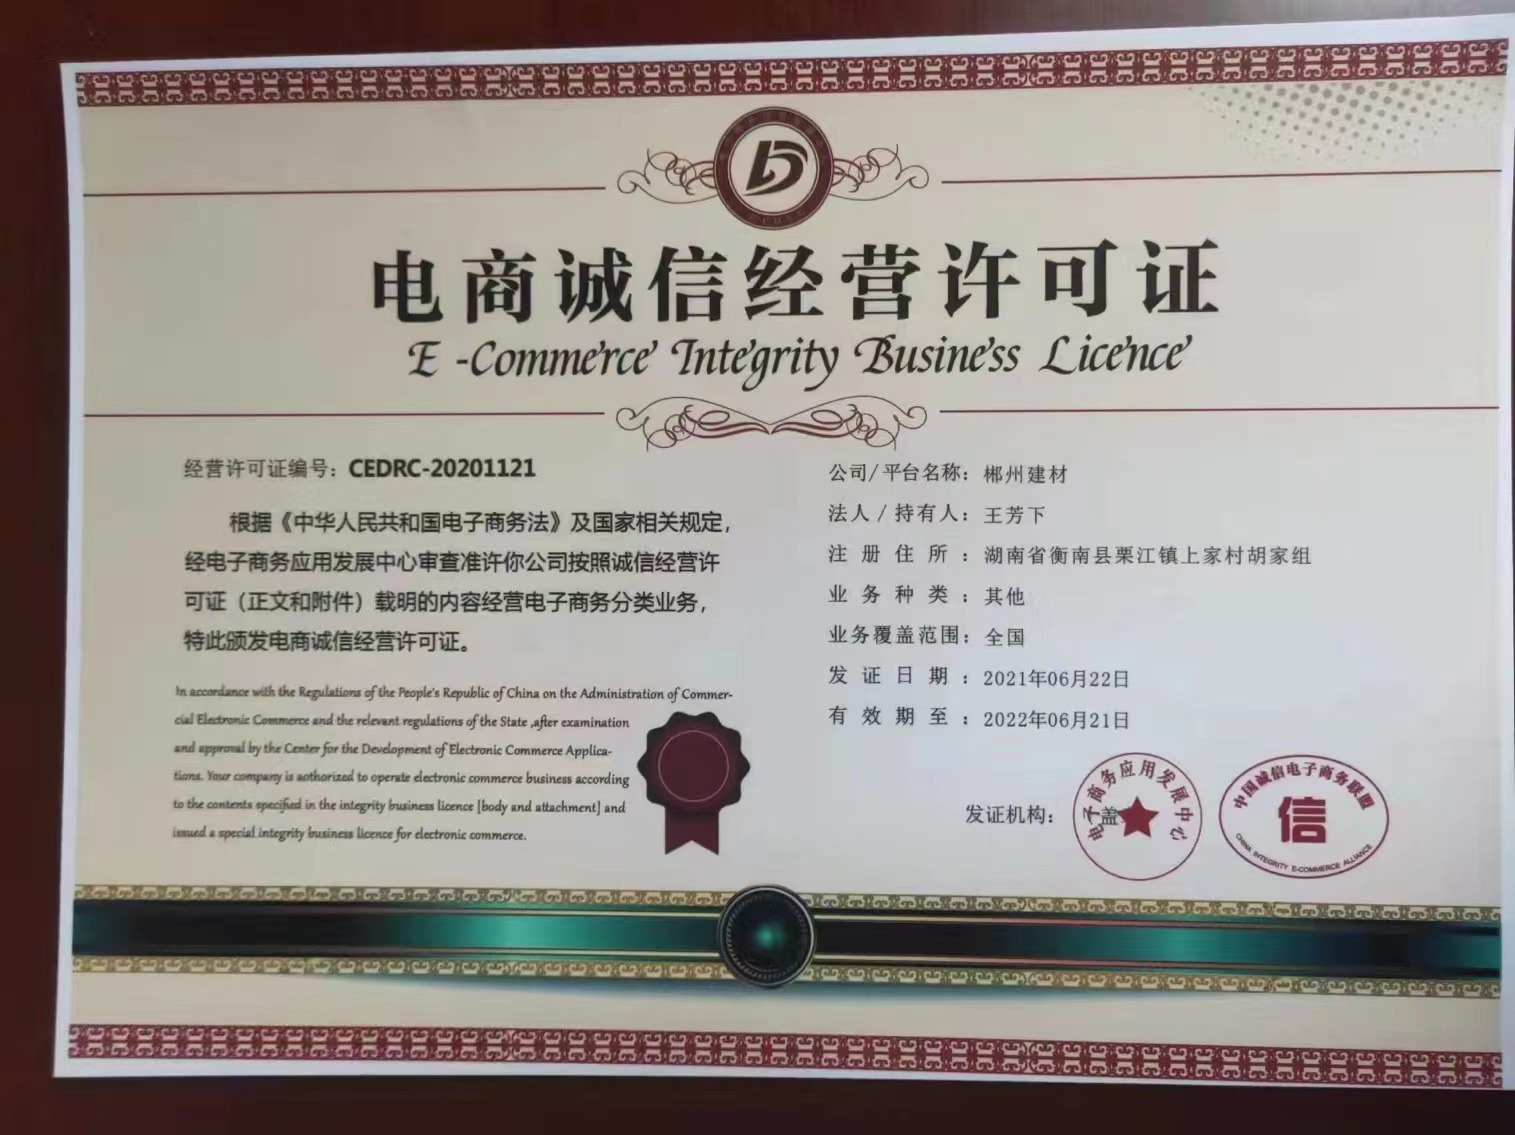 电商诚信经营许可证
E-Commerce Integrity Business Licence
经营许可证编号：CEDRC-20201121
根据《中华人民共和国电子商务法》及国家相关规定，
经电子商务应用发展中心审查准许你公司按照诚信经营许
可证（正文和附件）载明的内容经营电子商务分类业务，
特此颁发电商诚信经营许可证。
In accordance with the Regulations of the People's Republic of China on the Administration of Commer-
cial Electronic Commerce and the relevant regulations of the State ,after examination
and approval by the Center for the Development of Electronic Commerce Applica-
tions. Your company is aothorized to operate electronic commerce business according
to the contents specified in the integrity business licence [body and attachment] and
issued a special integrity business licence for electronic commerce.
公司/平台名称：郴州建材
法人/持有人：王芳下
注册住所：湖南省衡南县栗江镇上家村胡家组
业务种类：其他
业务覆盖范围：全国
发证日期：2021年06月22日
有效期至：2022年06月21日
发证机构：
电子商务应用发展中心
中国诚信电子商务联盟
信
CHINA INTEGRITY E-COMMERCE ALLIANCE